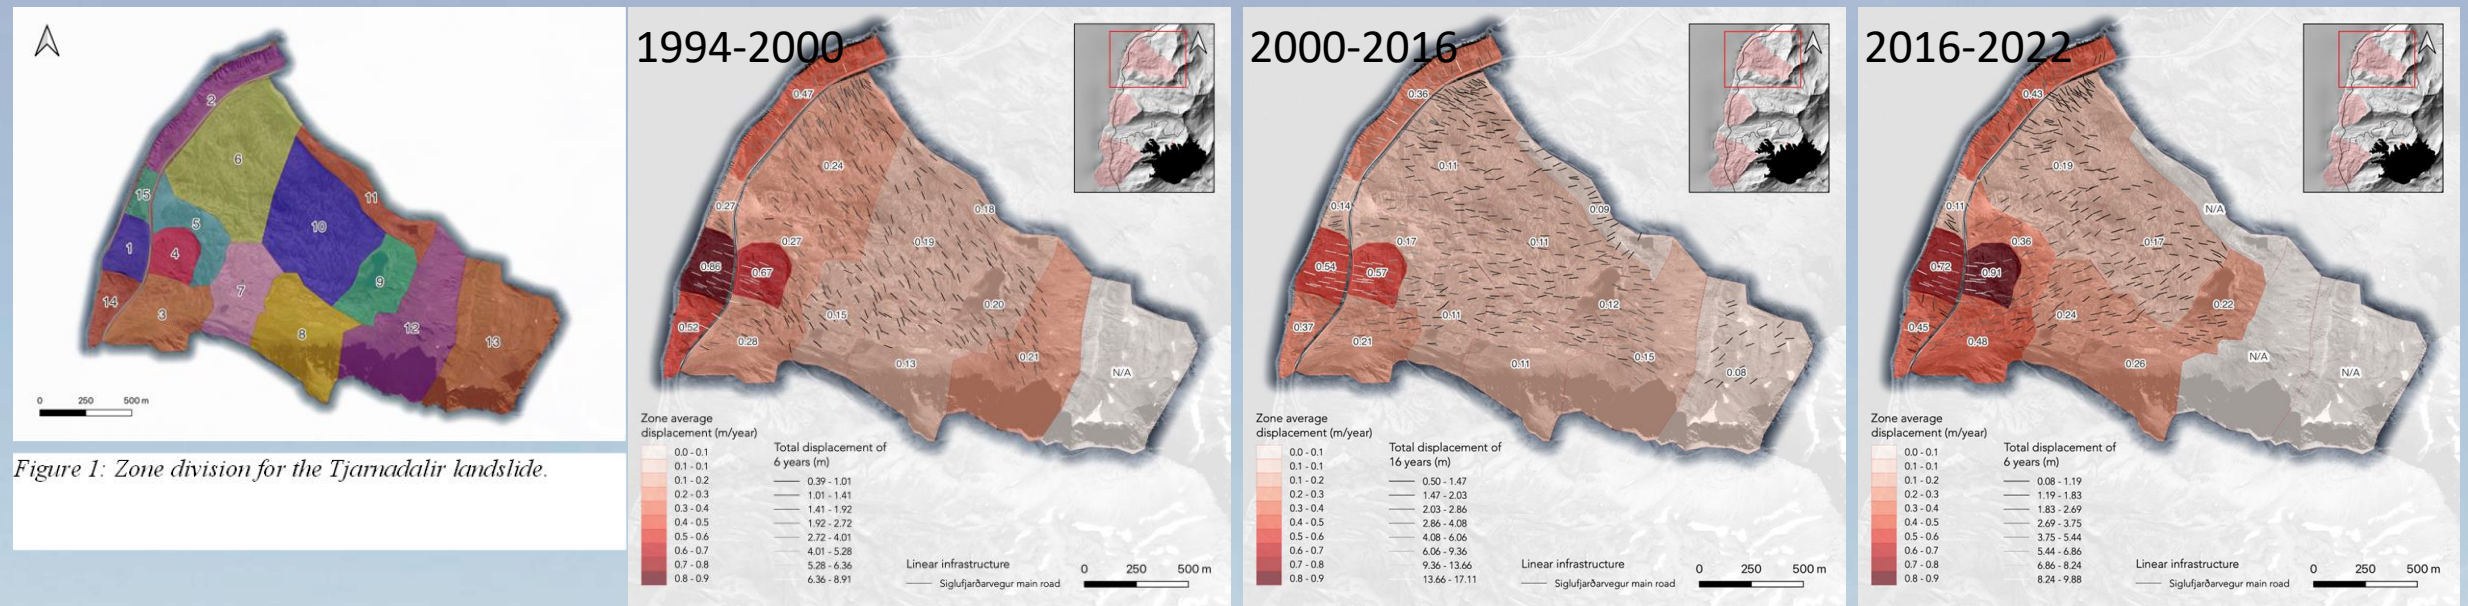 2
6
15
5
11
1
4
10
7
9
14
3
8
12
13
0 250 500 m
Figure 1: Zone division for the Tjarnadalir landslide.
1994-2000
0.47
0.24
0.27
0.18
0.27
0.19
0.86
0.67
0.20
0.15
0.52
0.28
0.13
0.21
N/A
Zone average
displacement (m/year)
0.0 - 0.1
0.1 - 0.1
0.1 - 0.2
0.2 - 0.3
0.3 - 0.4
0.4 - 0.5
0.5 - 0.6
0.6 - 0.7
0.7 - 0.8
0.8 - 0.9
Total displacement of
6 years (m)
0.39 - 1.01
1.01 - 1.41
1.41 - 1.92
1.92 - 2.72
2.72 - 4.01
4.01 - 5.28
5.28 - 6.36
6.36 - 8.91
Linear infrastructure
Siglufjarðarvegur main road
0 250 500 m
2000-2016
0.36
0.11
0.14
0.09
0.17
0.11
0.54
0.57
0.12
0.11
0.37
0.21
0.11
0.15
0.08
Zone average
displacement (m/year)
0.0 - 0.1
0.1 - 0.1
0.1 - 0.2
0.2 - 0.3
0.3 - 0.4
0.4 - 0.5
0.5 - 0.6
0.6 - 0.7
0.7 - 0.8
0.8 - 0.9
Total displacement of
16 years (m)
0.50 - 1.47
1.47 - 2.03
2.03 - 2.86
2.86 - 4.08
4.08 - 6.06
6.06 - 9.36
9.36 - 13.66
13.66 - 17.11
Linear infrastructure
Siglufjarðarvegur main road
0 250 500 m
2016-2022
0.43
0.19
0.11
N/A
0.36
0.17
0.72
0.91
0.22
0.24
0.45
0.48
0.26
N/A
N/A
Zone average
displacement (m/year)
0.0 - 0.1
0.1 - 0.1
0.1 - 0.2
0.2 - 0.3
0.3 - 0.4
0.4 - 0.5
0.5 - 0.6
0.6 - 0.7
0.7 - 0.8
0.8 - 0.9
Total displacement of
6 years (m)
0.08 - 1.19
1.19 - 1.83
1.83 - 2.69
2.69 - 3.75
3.75 - 5.44
5.44 - 6.86
6.86 - 8.24
8.24 - 9.88
Linear infrastructure
Siglufjarðarvegur main road
0 250 500 m